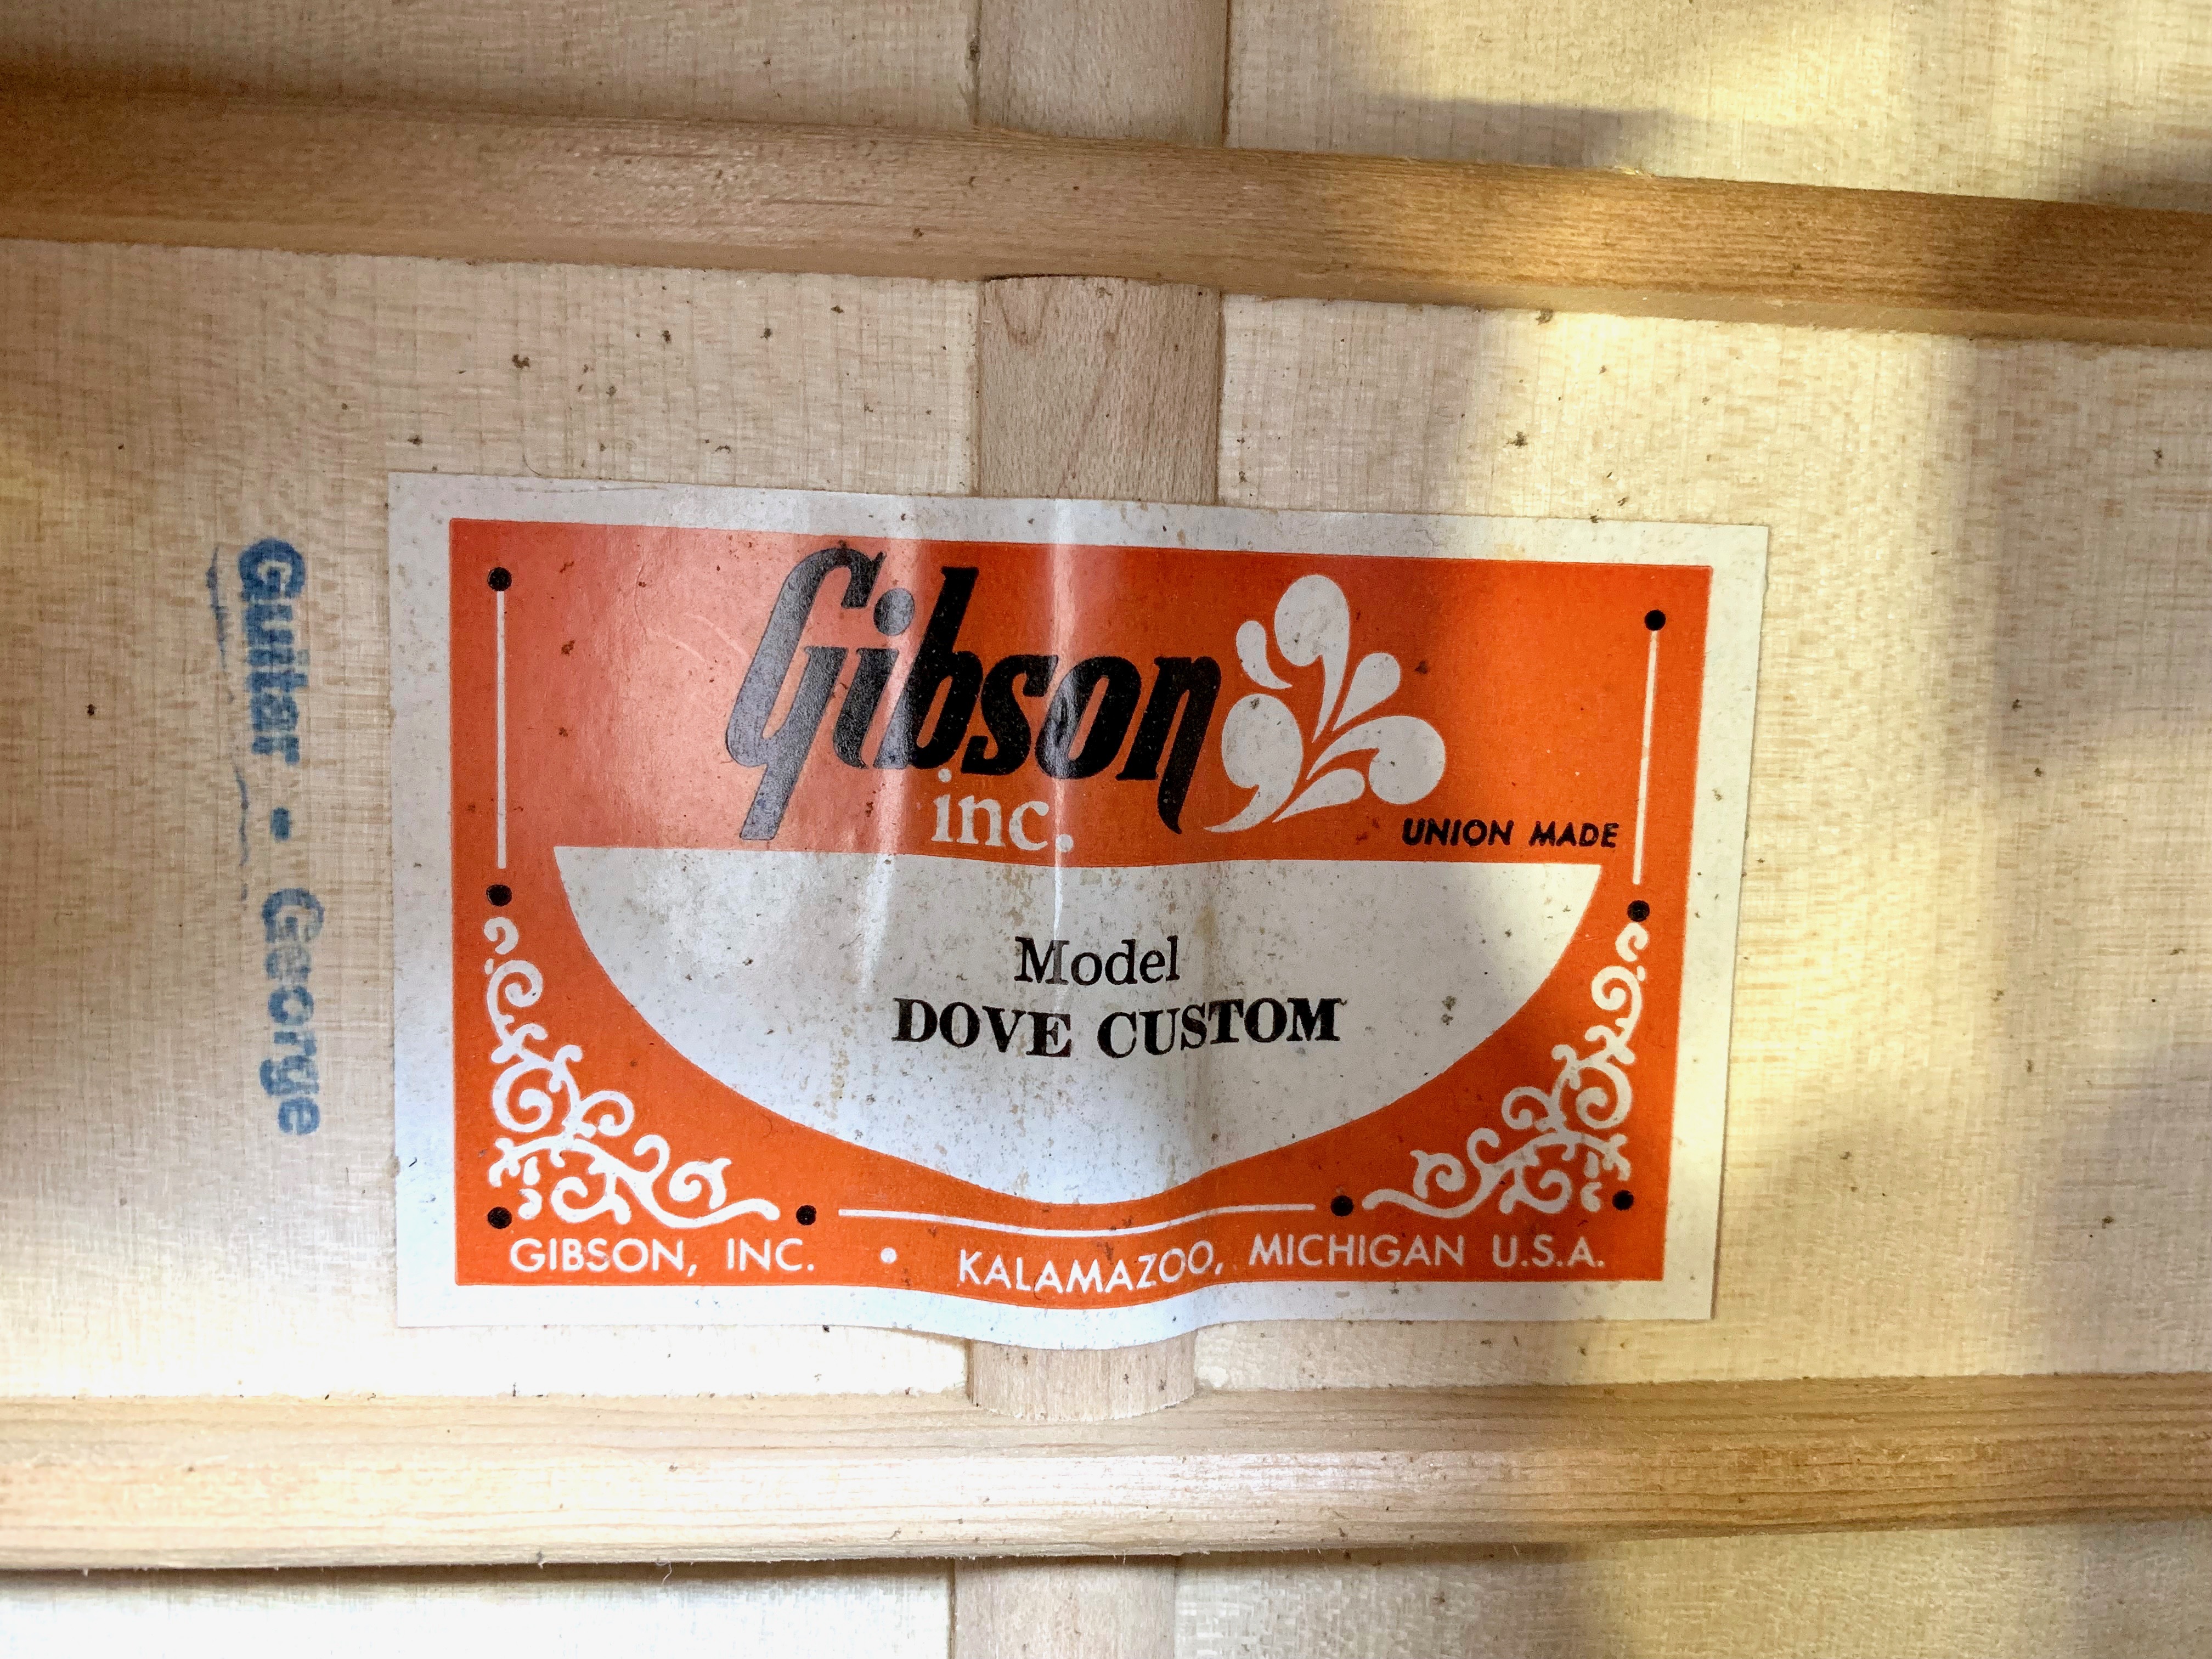 Gibson
inc.
UNION MADE
Model
DOVE CUSTOM
GIBSON, INC. • KALAMAZOO, MICHIGAN U.S.A.
Guitar - George